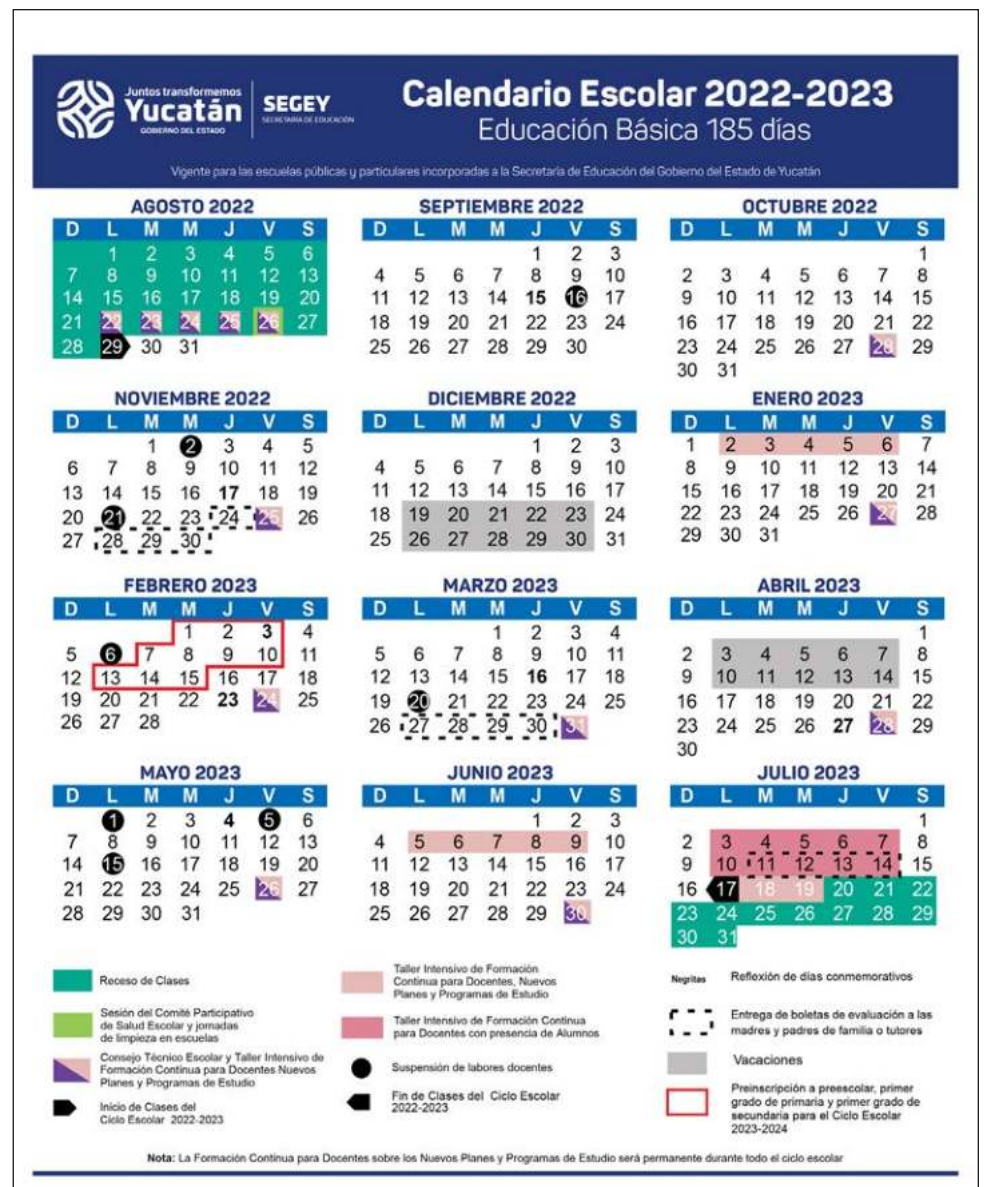 Juntos transformemos
Yucatán
GOBIERNO DEL ESTADO
SEGEY
SECRETARÍA DE EDUCACIÓN
Calendario Escolar 2022-2023
Educación Básica 185 días
Vigente para las escuelas públicas y particulares incorporadas a la Secretaría de Educación del Gobierno del Estado de Yucatán
AGOSTO 2022
D L M M J V S
1 2 3 4 5 6
7 8 9 10 11 12 13
14 15 16 17 18 19 20
21 22 23 24 25 26 27
28 29 30 31
SEPTIEMBRE 2022
D L M M J V S
1 2 3
4 5 6 7 8 9 10
11 12 13 14 15 16 17
18 19 20 21 22 23 24
25 26 27 28 29 30
OCTUBRE 2022
D L M M J V S
1
2 3 4 5 6 7 8
9 10 11 12 13 14 15
16 17 18 19 20 21 22
23 24 25 26 27 28 29
30 31
NOVIEMBRE 2022
D L M M J V S
1 2 3 4 5
6 7 8 9 10 11 12
13 14 15 16 17 18 19
20 21 22 23 24 25 26
27 28 29 30
DICIEMBRE 2022
D L M M J V S
1 2 3
4 5 6 7 8 9 10
11 12 13 14 15 16 17
18 19 20 21 22 23 24
25 26 27 28 29 30 31
ENERO 2023
D L M M J V S
1 2 3 4 5 6 7
8 9 10 11 12 13 14
15 16 17 18 19 20 21
22 23 24 25 26 27 28
29 30 31
FEBRERO 2023
D L M M J V S
1 2 3 4
5 6 7 8 9 10 11
12 13 14 15 16 17 18
19 20 21 22 23 24 25
26 27 28
MARZO 2023
D L M M J V S
1 2 3 4
5 6 7 8 9 10 11
12 13 14 15 16 17 18
19 20 21 22 23 24 25
26 27 28 29 30 31
ABRIL 2023
D L M M J V S
1
2 3 4 5 6 7 8
9 10 11 12 13 14 15
16 17 18 19 20 21 22
23 24 25 26 27 28 29
30
MAYO 2023
D L M M J V S
1 2 3 4 5 6
7 8 9 10 11 12 13
14 15 16 17 18 19 20
21 22 23 24 25 26 27
28 29 30 31
JUNIO 2023
D L M M J V S
1 2 3
4 5 6 7 8 9 10
11 12 13 14 15 16 17
18 19 20 21 22 23 24
25 26 27 28 29 30
JULIO 2023
D L M M J V S
1
2 3 4 5 6 7 8
9 10 11 12 13 14 15
16 17 18 19 20 21 22
23 24 25 26 27 28 29
30 31
Receso de Clases
Sesión del Comité Participativo
de Salud Escolar y jornadas
de limpieza en escuelas
Consejo Técnico Escolar y Taller Intensivo de
Formación Continua para Docentes Nuevos
Planes y Programas de Estudio
Inicio de Clases del
Ciclo Escolar 2022-2023
Taller Intensivo de Formación
Continua para Docentes, Nuevos
Planes y Programas de Estudio
Taller Intensivo de Formación Continua
para Docentes con presencia de Alumnos
Suspensión de labores docentes
Fin de Clases del Ciclo Escolar
2022-2023
Negritas Reflexión de días conmemorativos
Entrega de boletas de evaluación a las
madres y padres de familia o tutores
Vacaciones
Preinscripción a preescolar, primer
grado de primaria y primer grado de
secundaria para el Ciclo Escolar
2023-2024
Nota: La Formación Continua para Docentes sobre los Nuevos Planes y Programas de Estudio será permanente durante todo el ciclo escolar